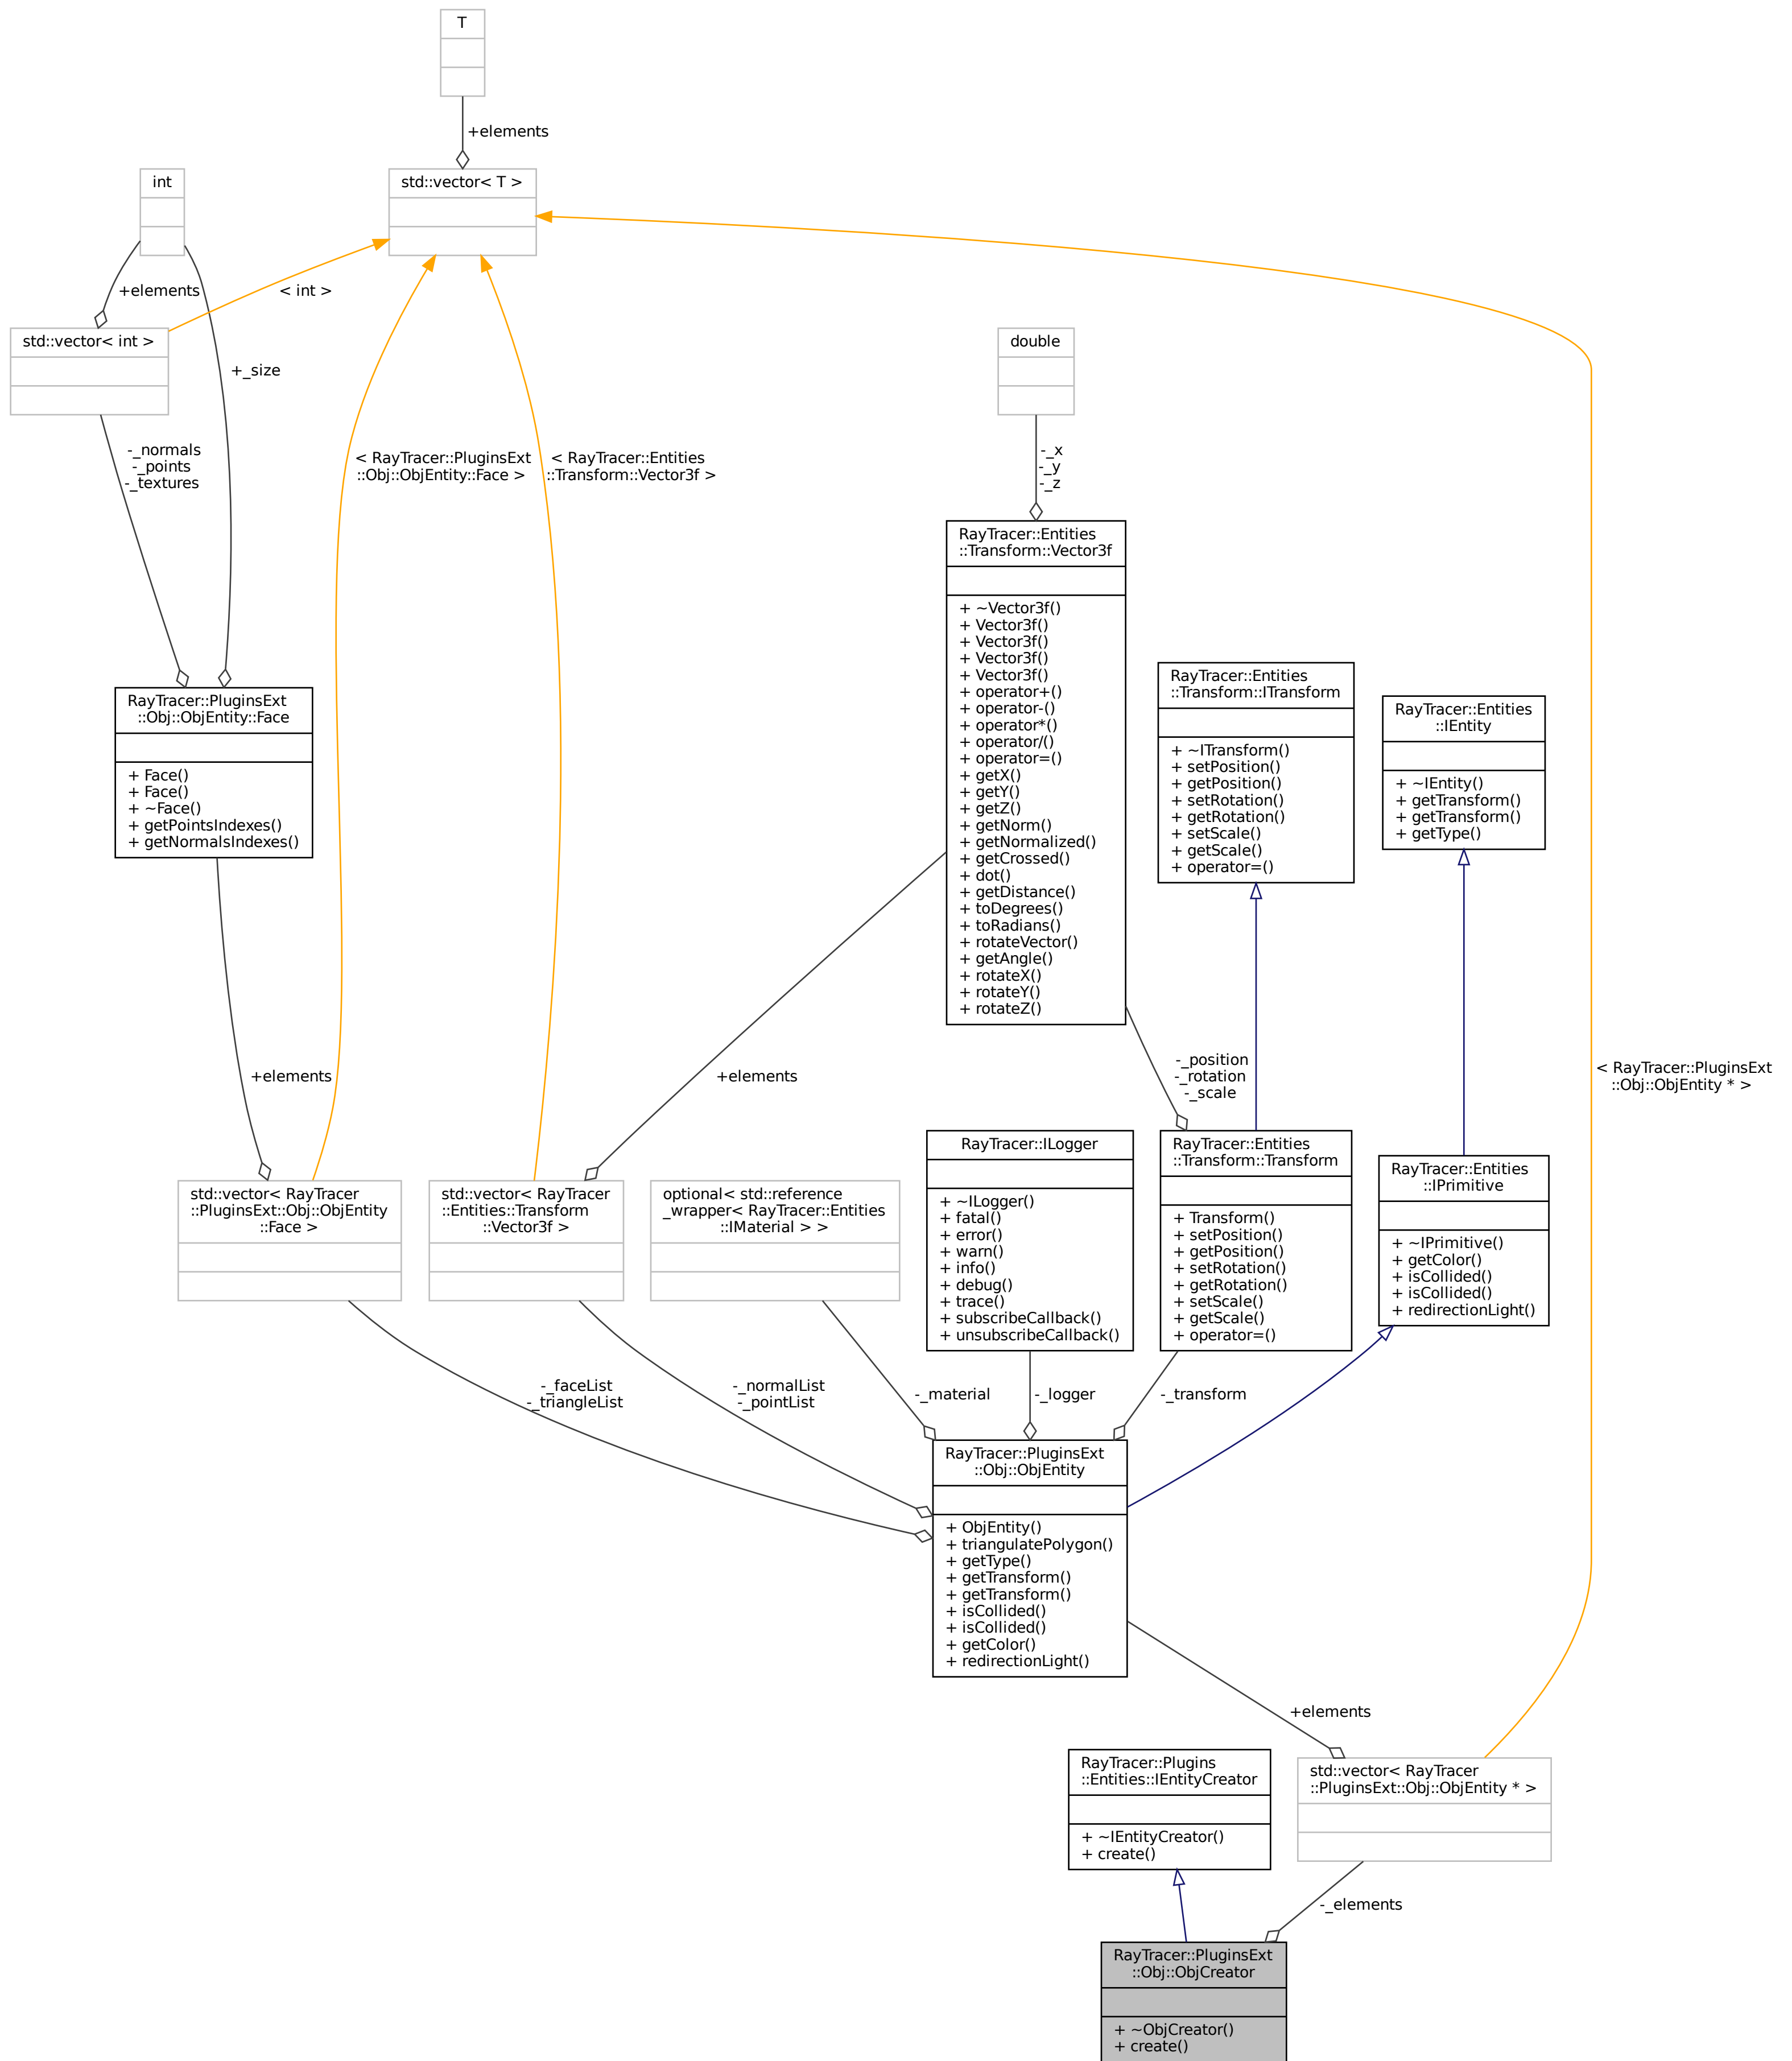 T
+elements
int
std::vector< T >
+elements
< int >
std::vector< int >
+_size
double
-_normals
-_points
-_textures
< RayTracer::PluginsExt
::Obj::ObjEntity::Face >
< RayTracer::Entities
::Transform::Vector3f >
-_x
-_y
-_z
RayTracer::Entities
::Transform::Vector3f
+ ~Vector3f()
+ Vector3f()
+ Vector3f()
+ Vector3f()
+ Vector3f()
+ operator+()
+ operator-()
+ operator*()
+ operator/()
+ operator=()
+ getX()
+ getY()
+ getZ()
+ getNorm()
+ getNormalized()
+ getCrossed()
+ dot()
+ getDistance()
+ toDegrees()
+ toRadians()
+ rotateVector()
+ getAngle()
+ rotateX()
+ rotateY()
+ rotateZ()
RayTracer::Entities
::Transform::ITransform
+ ~ITransform()
+ setPosition()
+ getPosition()
+ setRotation()
+ getRotation()
+ setScale()
+ getScale()
+ operator=()
RayTracer::Entities
::IEntity
+ ~IEntity()
+ getTransform()
+ getTransform()
+ getType()
RayTracer::PluginsExt
::Obj::ObjEntity::Face
+ Face()
+ Face()
+ ~Face()
+ getPointsIndexes()
+ getNormalsIndexes()
+elements
+elements
-_position
-_rotation
-_scale
< RayTracer::PluginsExt
::Obj::ObjEntity * >
std::vector< RayTracer
::PluginsExt::Obj::ObjEntity
::Face >
std::vector< RayTracer
::Entities::Transform
::Vector3f >
optional< std::reference
_wrapper< RayTracer::Entities
::IMaterial > >
RayTracer::ILogger
+ ~ILogger()
+ fatal()
+ error()
+ warn()
+ info()
+ debug()
+ trace()
+ subscribeCallback()
+ unsubscribeCallback()
RayTracer::Entities
::Transform::Transform
+ Transform()
+ setPosition()
+ getPosition()
+ setRotation()
+ getRotation()
+ setScale()
+ getScale()
+ operator=()
RayTracer::Entities
::IPrimitive
+ ~IPrimitive()
+ getColor()
+ isCollided()
+ isCollided()
+ redirectionLight()
-_faceList
-_triangleList
-_normalList
-_pointList
-_material
-_logger
-_transform
RayTracer::PluginsExt
::Obj::ObjEntity
+ ObjEntity()
+ triangulatePolygon()
+ getType()
+ getTransform()
+ getTransform()
+ isCollided()
+ isCollided()
+ getColor()
+ redirectionLight()
+elements
RayTracer::Plugins
::Entities::IEntityCreator
+ ~IEntityCreator()
+ create()
std::vector< RayTracer
::PluginsExt::Obj::ObjEntity * >
-_elements
RayTracer::PluginsExt
::Obj::ObjCreator
+ ~ObjCreator()
+ create()